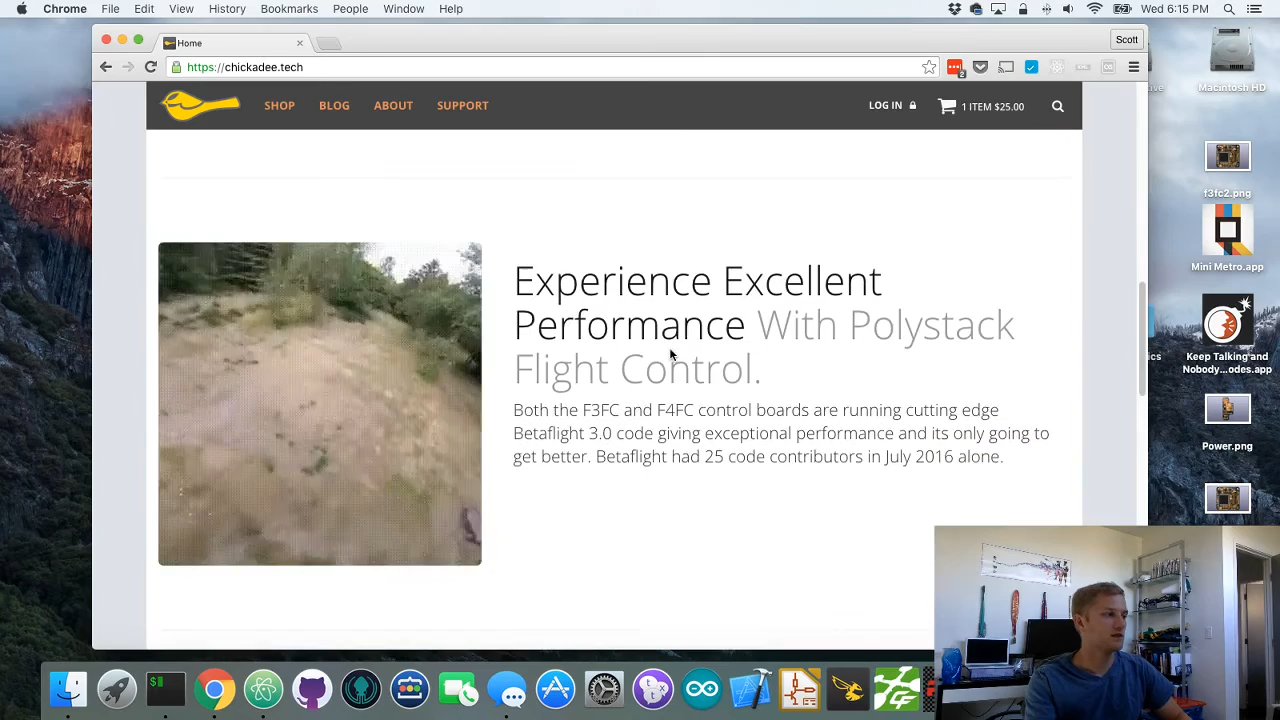 Chrome File Edit View History Bookmarks People Window Help Wed 6:15 PM
Home Scott
https://chickadee.tech 2
SHOP BLOG ABOUT SUPPORT LOG IN 1 ITEM $25.00
Experience Excellent
Performance With Polystack
Flight Control.
Both the F3FC and F4FC control boards are running cutting edge
Betaflight 3.0 code giving exceptional performance and its only going to
get better. Betaflight had 25 code contributors in July 2016 alone.
Macintosh HD
f3fc2.png
Mini Metro.app
Keep Talking and
Nobody...odes.app
Power.png